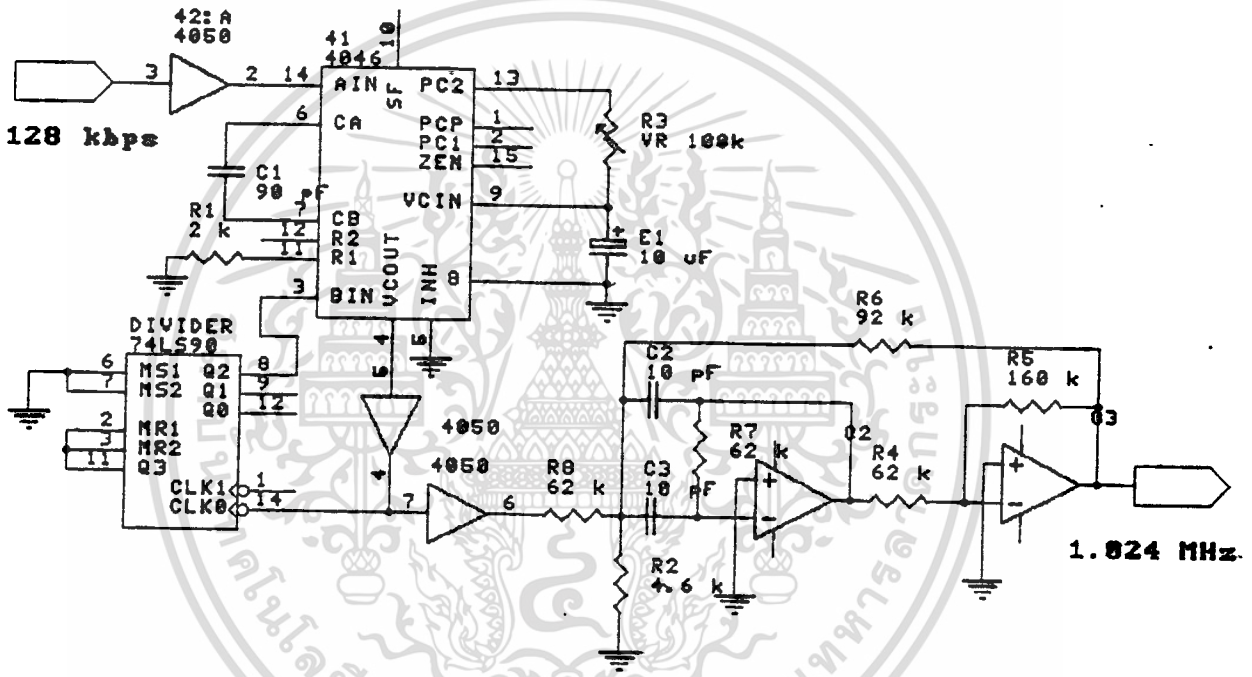 42:A
4050
3
2
14
128 kbps
41
4046
10
AIN
SF
PC2
13
6
CA
PCP
1
PC1
2
ZEN
15
R3
VR 100k
C1
90 pF
VCIN
9
7
CB
R1
2 k
12
R2
11
R1
E1
10 uF
3
BIN
VCOUT
INH
8
4
5
5
DIVIDER
74LS90
6
MS1
Q2
8
7
MS2
Q1
9
Q0
12
2
MR1
3
MR2
11
Q3
CLK1
1
CLK0
14
4050
4
4050
7
6
R8
62 k
C2
10 pF
C3
10 pF
R2
4.6 k
R7
62 k
+
-
02
R4
62 k
R6
92 k
R5
160 k
03
+
-
1.024 MHz